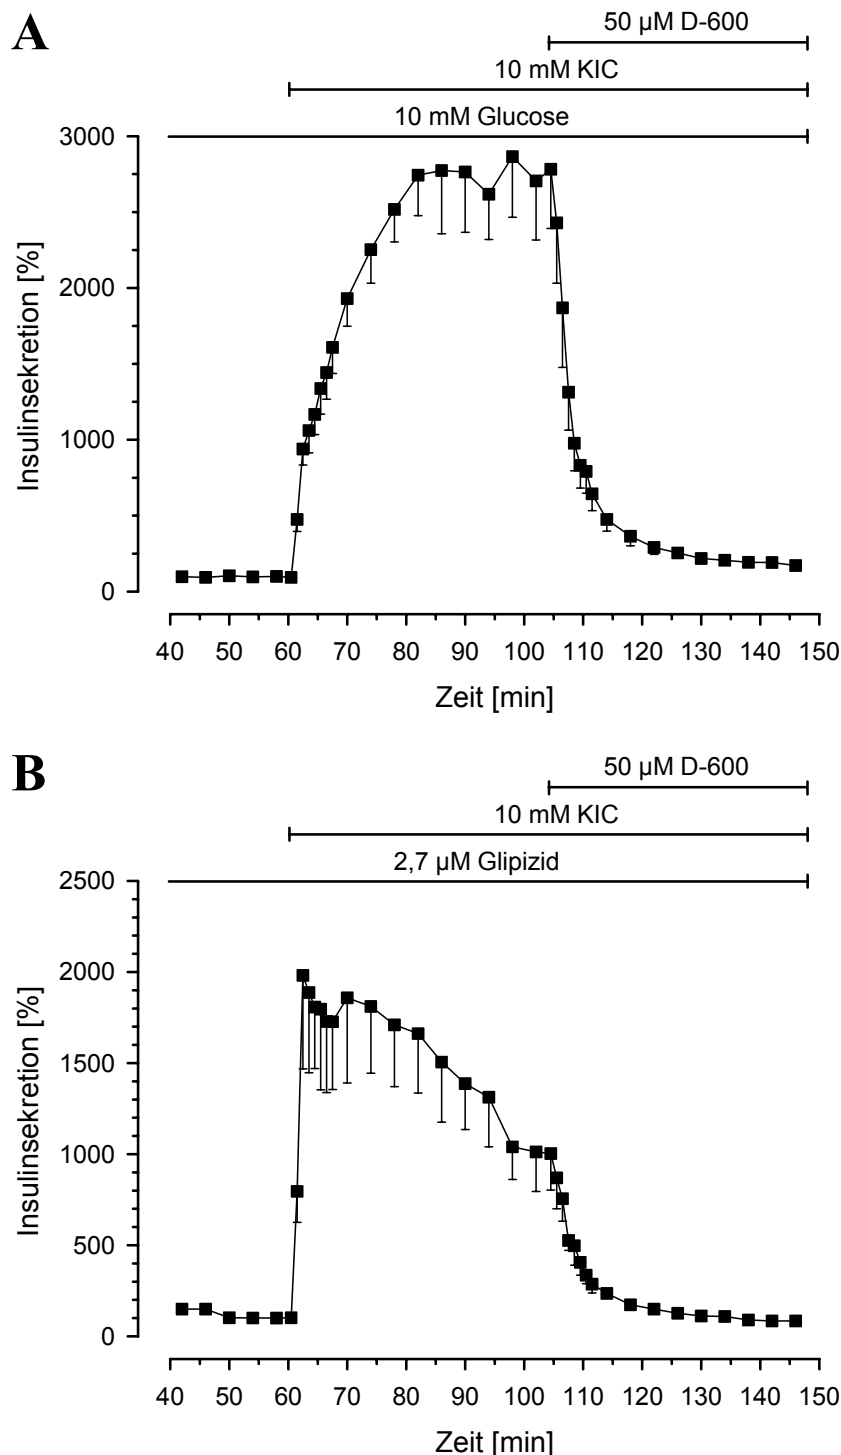 A
50 µM D-600
10 mM KIC
10 mM Glucose
3000
2000
1000
0
Insulinsekretion [%]
40 50 60 70 80 90 100 110 120 130 140 150
Zeit [min]
B
50 µM D-600
10 mM KIC
2,7 µM Glipizid
2500
2000
1500
1000
500
0
Insulinsekretion [%]
40 50 60 70 80 90 100 110 120 130 140 150
Zeit [min]